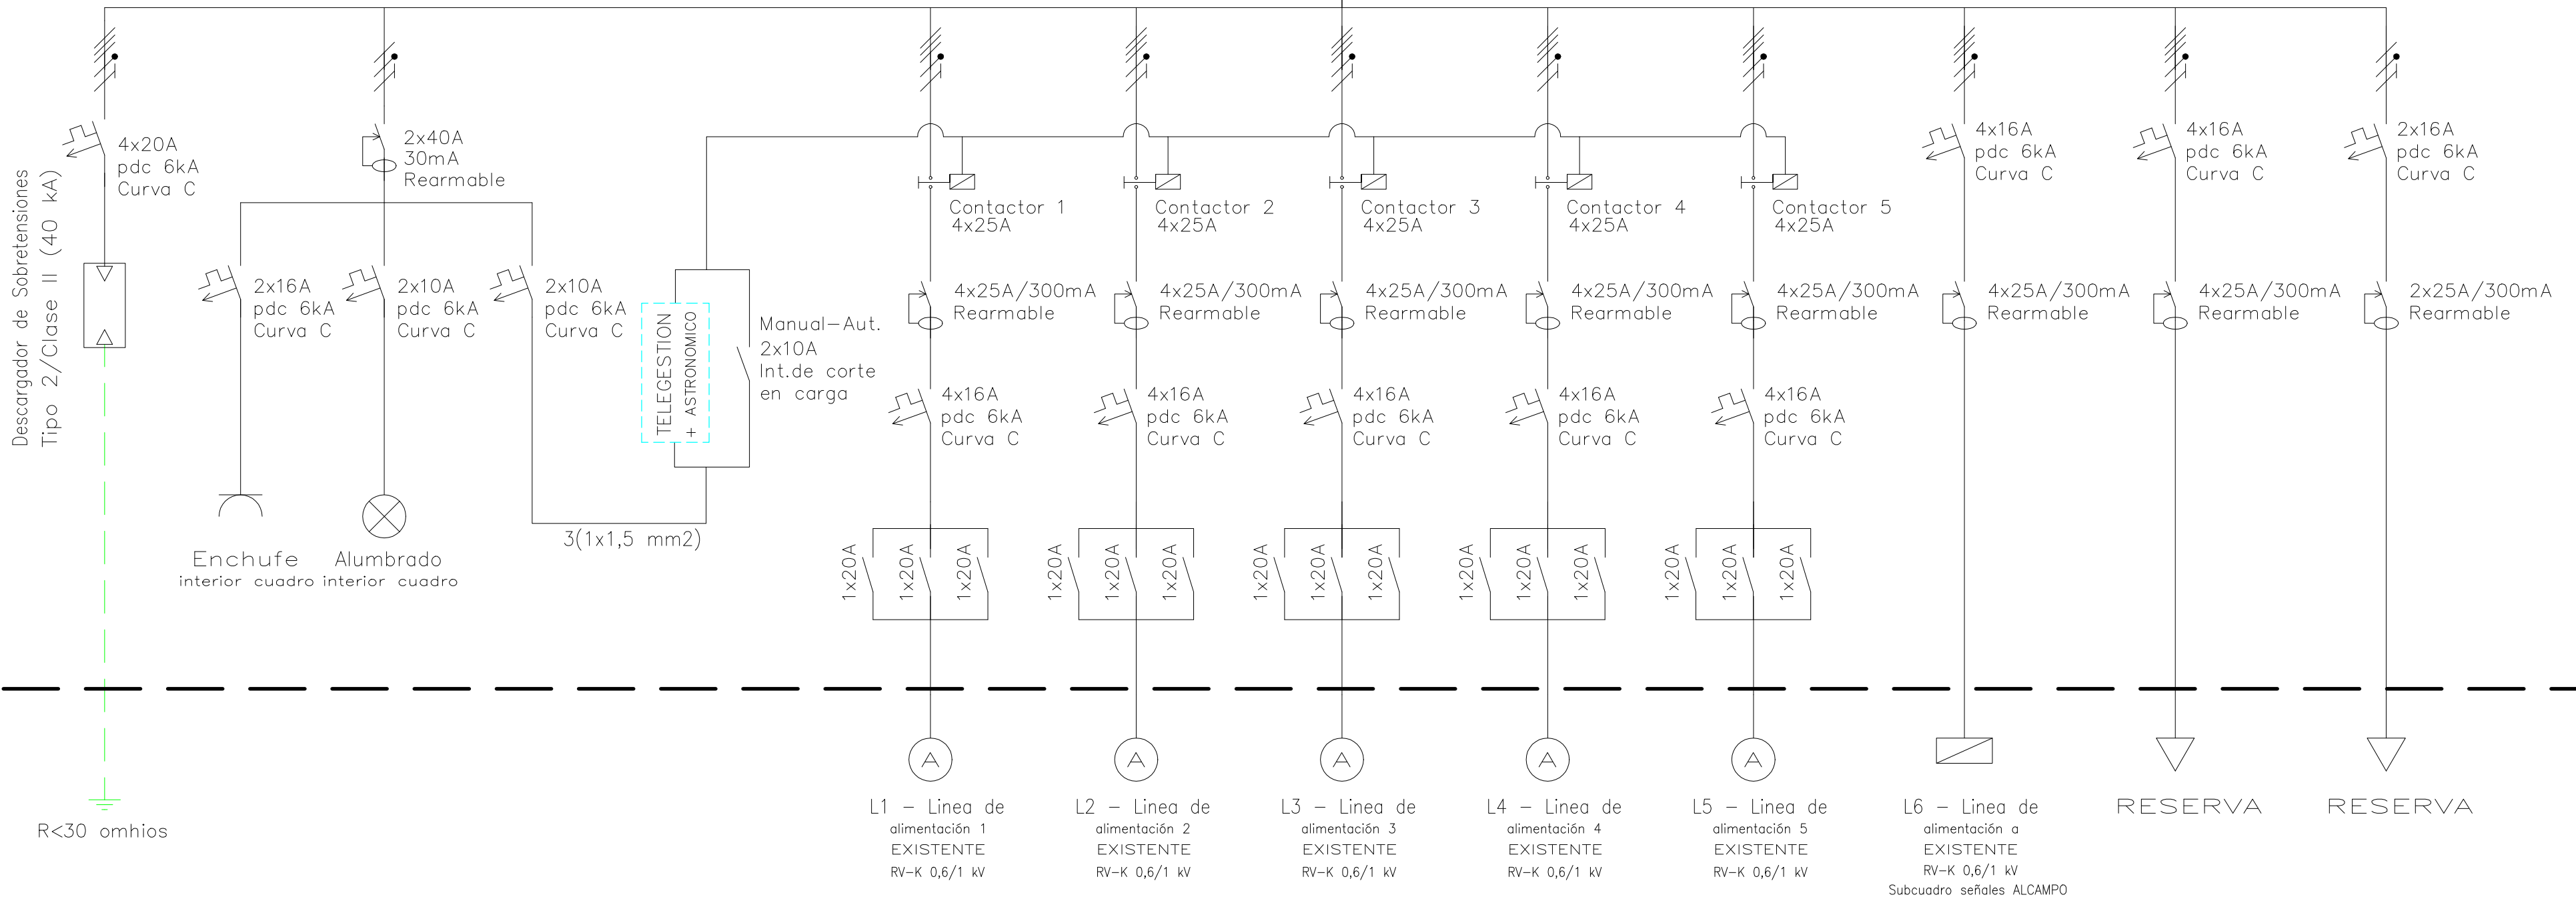 Descargador de Sobretensiones
Tipo 2/Clase II (40 kA)
4x20A
pdc 6kA
Curva C
R<30 omhios
2x40A
30mA
Rearmable
2x16A
pdc 6kA
Curva C
2x10A
pdc 6kA
Curva C
2x10A
pdc 6kA
Curva C
Enchufe
interior cuadro
Alumbrado
interior cuadro
3(1x1,5 mm2)
TELEGESTION
+ ASTRONOMICO
Manual-Aut.
2x10A
Int.de corte
en carga
Contactor 1
4x25A
4x25A/300mA
Rearmable
4x16A
pdc 6kA
Curva C
1x20A
1x20A
1x20A
A
L1 - Linea de
alimentación 1
EXISTENTE
RV-K 0,6/1 kV
Contactor 2
4x25A
4x25A/300mA
Rearmable
4x16A
pdc 6kA
Curva C
1x20A
1x20A
1x20A
A
L2 - Linea de
alimentación 2
EXISTENTE
RV-K 0,6/1 kV
Contactor 3
4x25A
4x25A/300mA
Rearmable
4x16A
pdc 6kA
Curva C
1x20A
1x20A
1x20A
A
L3 - Linea de
alimentación 3
EXISTENTE
RV-K 0,6/1 kV
Contactor 4
4x25A
4x25A/300mA
Rearmable
4x16A
pdc 6kA
Curva C
1x20A
1x20A
1x20A
A
L4 - Linea de
alimentación 4
EXISTENTE
RV-K 0,6/1 kV
Contactor 5
4x25A
4x25A/300mA
Rearmable
4x16A
pdc 6kA
Curva C
1x20A
1x20A
1x20A
A
L5 - Linea de
alimentación 5
EXISTENTE
RV-K 0,6/1 kV
4x16A
pdc 6kA
Curva C
4x25A/300mA
Rearmable
L6 - Linea de
alimentación a
EXISTENTE
RV-K 0,6/1 kV
Subcuadro señales ALCAMPO
4x16A
pdc 6kA
Curva C
4x25A/300mA
Rearmable
RESERVA
2x16A
pdc 6kA
Curva C
2x25A/300mA
Rearmable
RESERVA